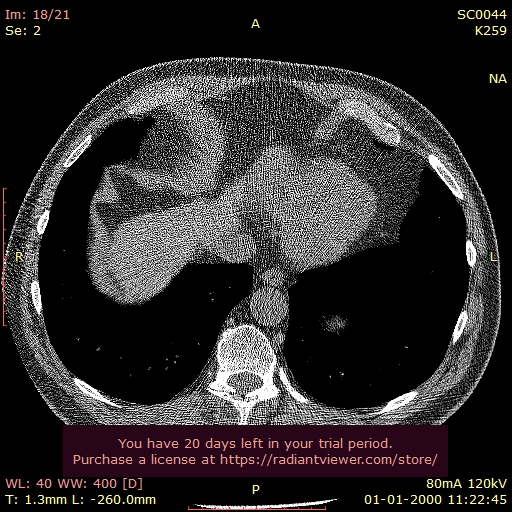 Im: 18/21
Se: 2
A
SC0044
K259
NA
R
L
You have 20 days left in your trial period.
Purchase a license at https://radiantviewer.com/store/
WL: 40 WW: 400 [D]
T: 1.3mm L: -260.0mm
P
80mA 120kV
01-01-2000 11:22:45